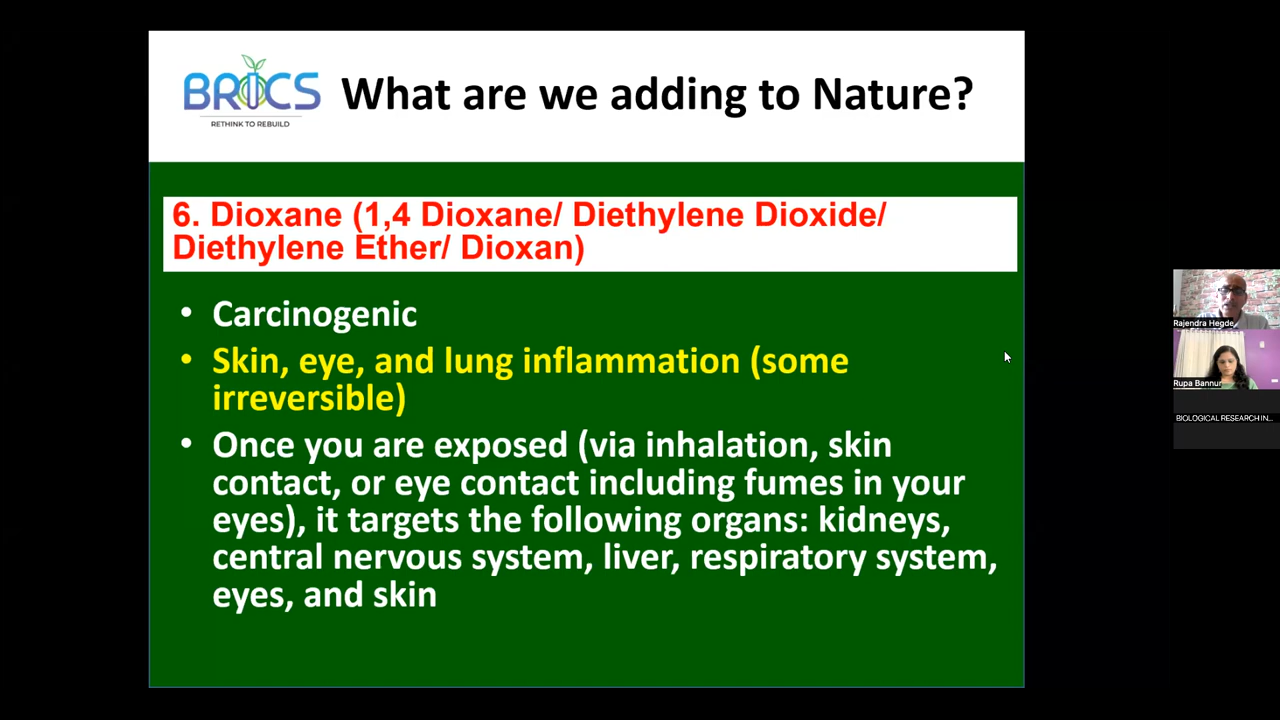 BRICS
RETHINK TO REBUILD
What are we adding to Nature?
6. Dioxane (1,4 Dioxane/ Diethylene Dioxide/
Diethylene Ether/ Dioxan)
• Carcinogenic
• Skin, eye, and lung inflammation (some
irreversible)
• Once you are exposed (via inhalation, skin
contact, or eye contact including fumes in your
eyes), it targets the following organs: kidneys,
central nervous system, liver, respiratory system,
eyes, and skin
Rajendra Hegde
Rupa Bannur
BIOLOGICAL RESEARCH IN...